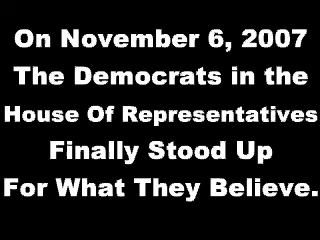 On November 6, 2007
The Democrats in the
House Of Representatives
Finally Stood Up
For What They Believe.